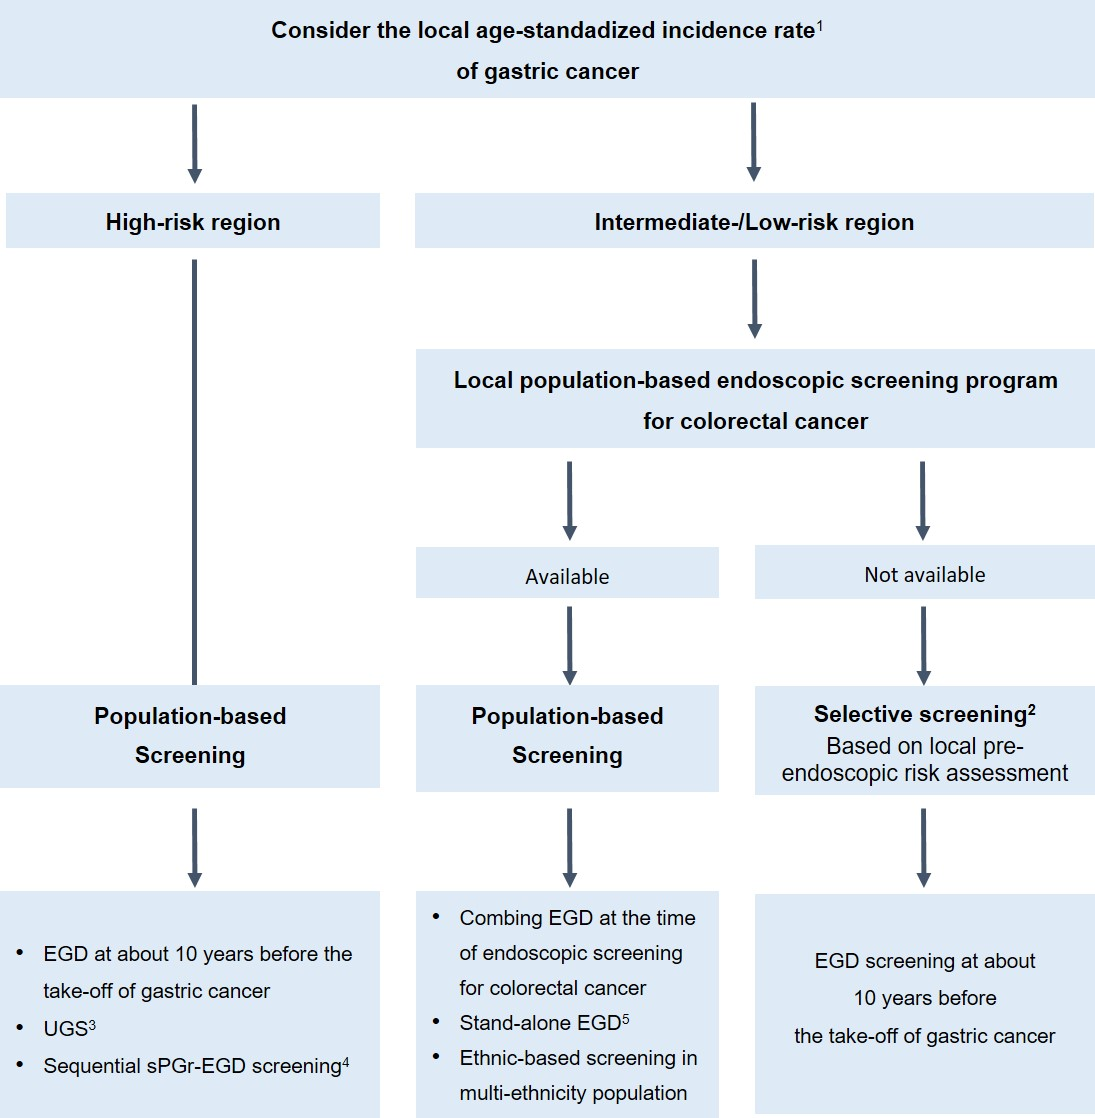 Consider the local age-standadized incidence rate¹
of gastric cancer
High-risk region
Intermediate-/Low-risk region
Local population-based endoscopic screening program
for colorectal cancer
Available
Not available
Population-based
Screening
Population-based
Screening
Selective screening²
Based on local pre-
endoscopic risk assessment
• EGD at about 10 years before the
take-off of gastric cancer
• UGS³
• Sequential sPGr-EGD screening⁴
• Combing EGD at the time
of endoscopic screening
for colorectal cancer
• Stand-alone EGD⁵
• Ethnic-based screening in
multi-ethnicity population
EGD screening at about
10 years before
the take-off of gastric cancer